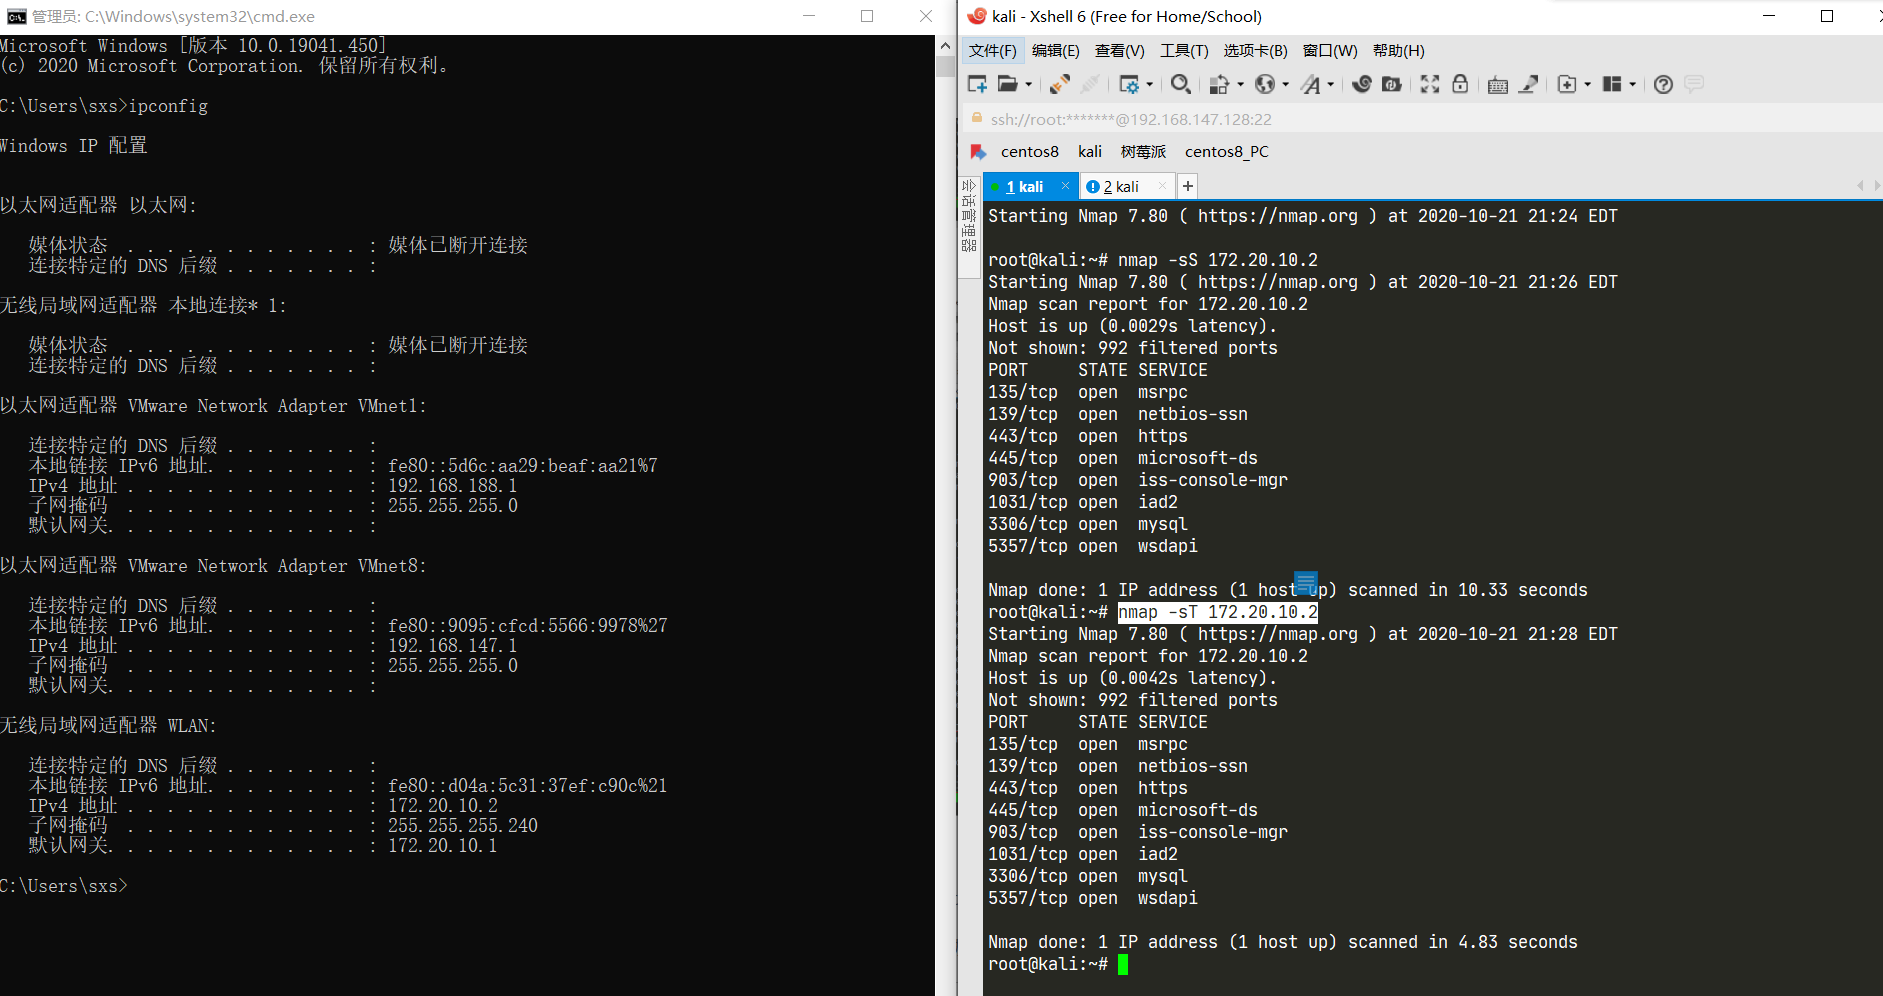 管理员: C:\Windows\system32\cmd.exe
Microsoft Windows [版本 10.0.19041.450]
(c) 2020 Microsoft Corporation. 保留所有权利。
C:\Users\sxs>ipconfig
Windows IP 配置
以太网适配器 以太网:
媒体状态 . . . . . . . . . . . . : 媒体已断开连接
连接特定的 DNS 后缀 . . . . . . . :
无线局域网适配器 本地连接* 1:
媒体状态 . . . . . . . . . . . . : 媒体已断开连接
连接特定的 DNS 后缀 . . . . . . . :
以太网适配器 VMware Network Adapter VMnet1:
连接特定的 DNS 后缀 . . . . . . . :
本地链接 IPv6 地址. . . . . . . . : fe80::5d6c:aa29:beaf:aa21%7
IPv4 地址 . . . . . . . . . . . . : 192.168.188.1
子网掩码 . . . . . . . . . . . . : 255.255.255.0
默认网关. . . . . . . . . . . . . :
以太网适配器 VMware Network Adapter VMnet8:
连接特定的 DNS 后缀 . . . . . . . :
本地链接 IPv6 地址. . . . . . . . : fe80::9095:cfcd:5566:9978%27
IPv4 地址 . . . . . . . . . . . . : 192.168.147.1
子网掩码 . . . . . . . . . . . . : 255.255.255.0
默认网关. . . . . . . . . . . . . :
无线局域网适配器 WLAN:
连接特定的 DNS 后缀 . . . . . . . :
本地链接 IPv6 地址. . . . . . . . : fe80::d04a:5c31:37ef:c90c%21
IPv4 地址 . . . . . . . . . . . . : 172.20.10.2
子网掩码 . . . . . . . . . . . . : 255.255.255.240
默认网关. . . . . . . . . . . . . : 172.20.10.1
C:\Users\sxs>
kali - Xshell 6 (Free for Home/School)
文件(F) 编辑(E) 查看(V) 工具(T) 选项卡(B) 窗口(W) 帮助(H)
ssh://root:*******@192.168.147.128:22
centos8 kali 树莓派 centos8_PC
会话管理器
1 kali × 2 kali × +
Starting Nmap 7.80 ( https://nmap.org ) at 2020-10-21 21:24 EDT
root@kali:~# nmap -sS 172.20.10.2
Starting Nmap 7.80 ( https://nmap.org ) at 2020-10-21 21:26 EDT
Nmap scan report for 172.20.10.2
Host is up (0.0029s latency).
Not shown: 992 filtered ports
PORT STATE SERVICE
135/tcp open msrpc
139/tcp open netbios-ssn
443/tcp open https
445/tcp open microsoft-ds
903/tcp open iss-console-mgr
1031/tcp open iad2
3306/tcp open mysql
5357/tcp open wsdapi
Nmap done: 1 IP address (1 host up) scanned in 10.33 seconds
root@kali:~# nmap -sT 172.20.10.2
Starting Nmap 7.80 ( https://nmap.org ) at 2020-10-21 21:28 EDT
Nmap scan report for 172.20.10.2
Host is up (0.0042s latency).
Not shown: 992 filtered ports
PORT STATE SERVICE
135/tcp open msrpc
139/tcp open netbios-ssn
443/tcp open https
445/tcp open microsoft-ds
903/tcp open iss-console-mgr
1031/tcp open iad2
3306/tcp open mysql
5357/tcp open wsdapi
Nmap done: 1 IP address (1 host up) scanned in 4.83 seconds
root@kali:~#